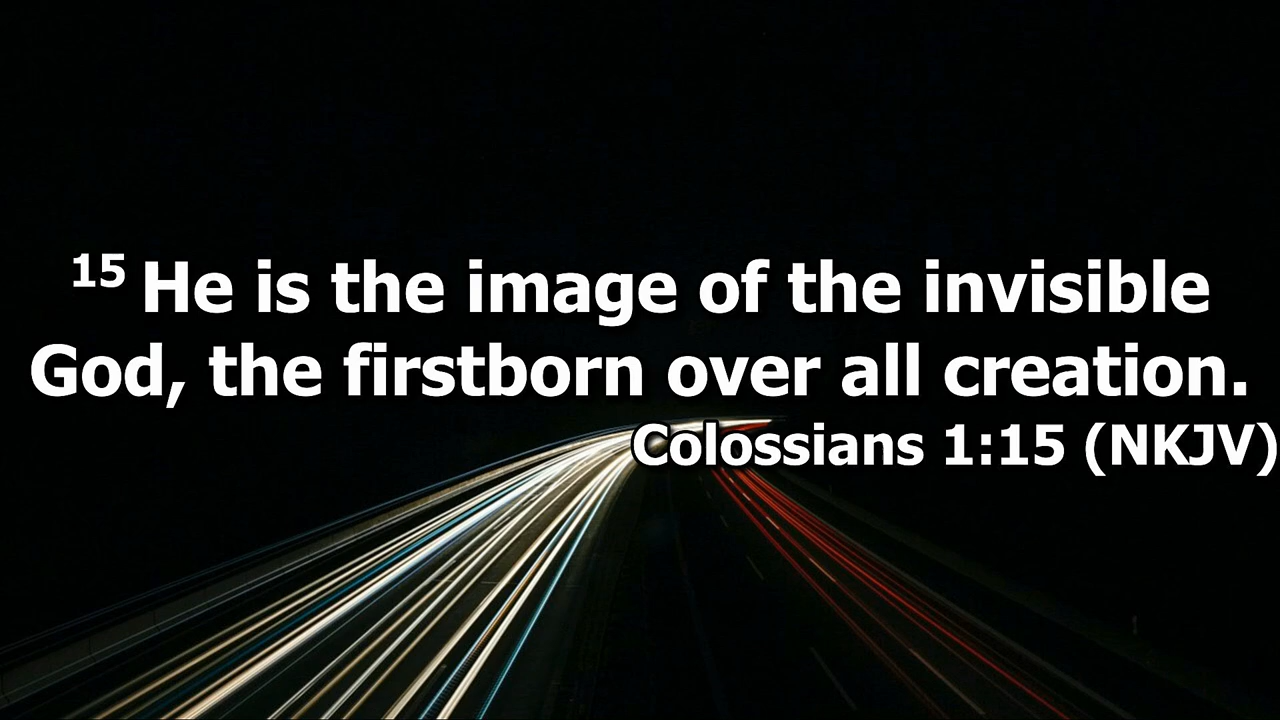 15 He is the image of the invisible
God, the firstborn over all creation.
Colossians 1:15 (NKJV)